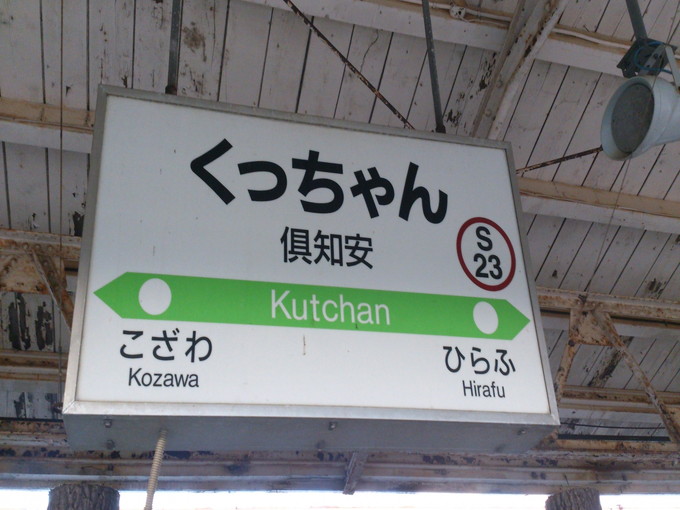 くっちゃん
倶知安
S
23
Kutchan
こざわ
Kozawa
ひらふ
Hirafu